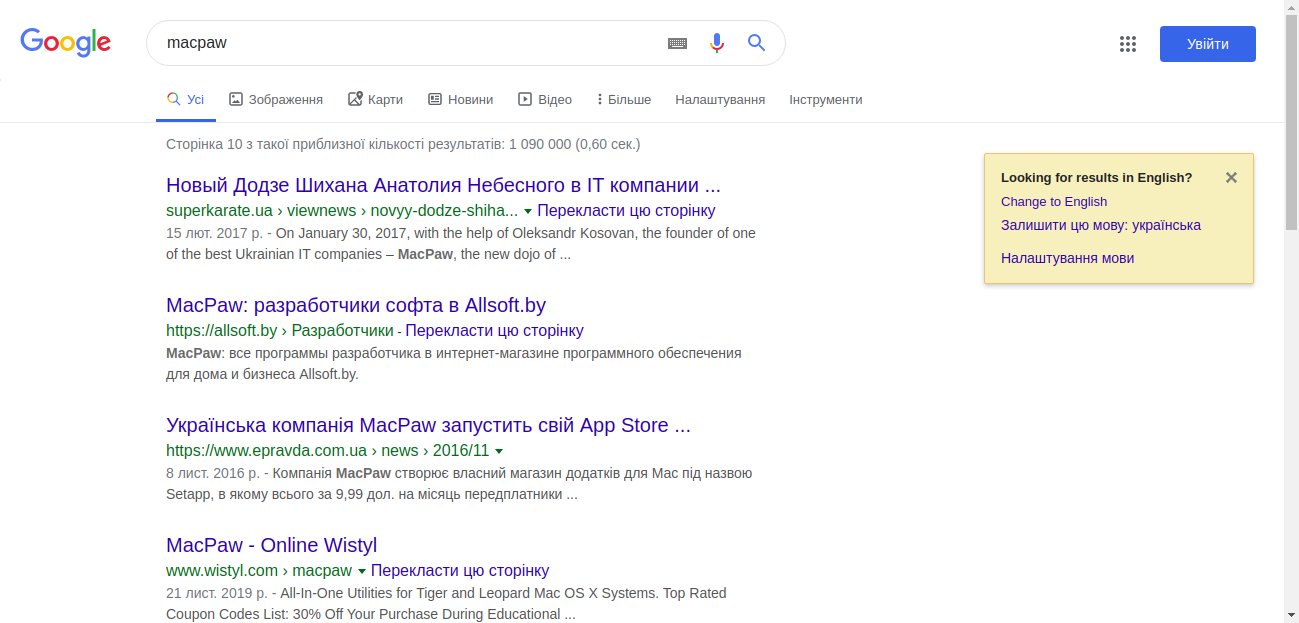 Google
macpaw
Увійти
Усі Зображення Карти Новини Відео Більше Налаштування Інструменти
Сторінка 10 з такої приблизної кількості результатів: 1 090 000 (0,60 сек.)
Новый Додзе Шихана Анатолия Небесного в IT компании ...
superkarate.ua › viewnews › novyy-dodze-shiha... Перекласти цю сторінку
15 лют. 2017 р. - On January 30, 2017, with the help of Oleksandr Kosovan, the founder of one
of the best Ukrainian IT companies – MacPaw, the new dojo of ...
MacPaw: разработчики софта в Allsoft.by
https://allsoft.by › Разработчики - Перекласти цю сторінку
MacPaw: все программы разработчика в интернет-магазине программного обеспечения
для дома и бизнеса Allsoft.by.
Українська компанія MacPaw запустить свій App Store ...
https://www.epravda.com.ua › news › 2016/11
8 лист. 2016 р. - Компанія MacPaw створює власний магазин додатків для Mac під назвою
Setapp, в якому всього за 9,99 дол. на місяць передплатники ...
MacPaw - Online Wistyl
www.wistyl.com › macpaw Перекласти цю сторінку
21 лист. 2019 р. - All-In-One Utilities for Tiger and Leopard Mac OS X Systems. Top Rated
Coupon Codes List: 30% Off Your Purchase During Educational ...
Looking for results in English?
Change to English
Залишити цю мову: українська
Налаштування мови